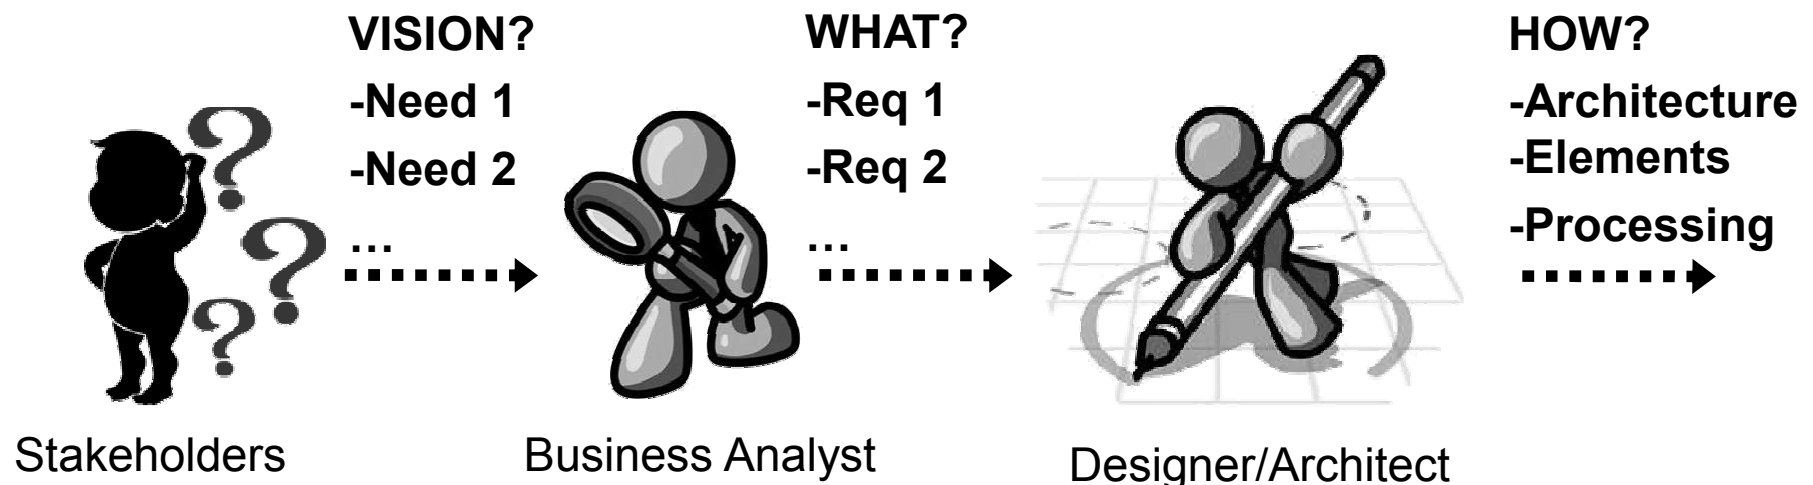 VISION?
-Need 1
-Need 2
...
Stakeholders
WHAT?
-Req 1
-Req 2
...
Business Analyst
HOW?
-Architecture
-Elements
-Processing
Designer/Architect